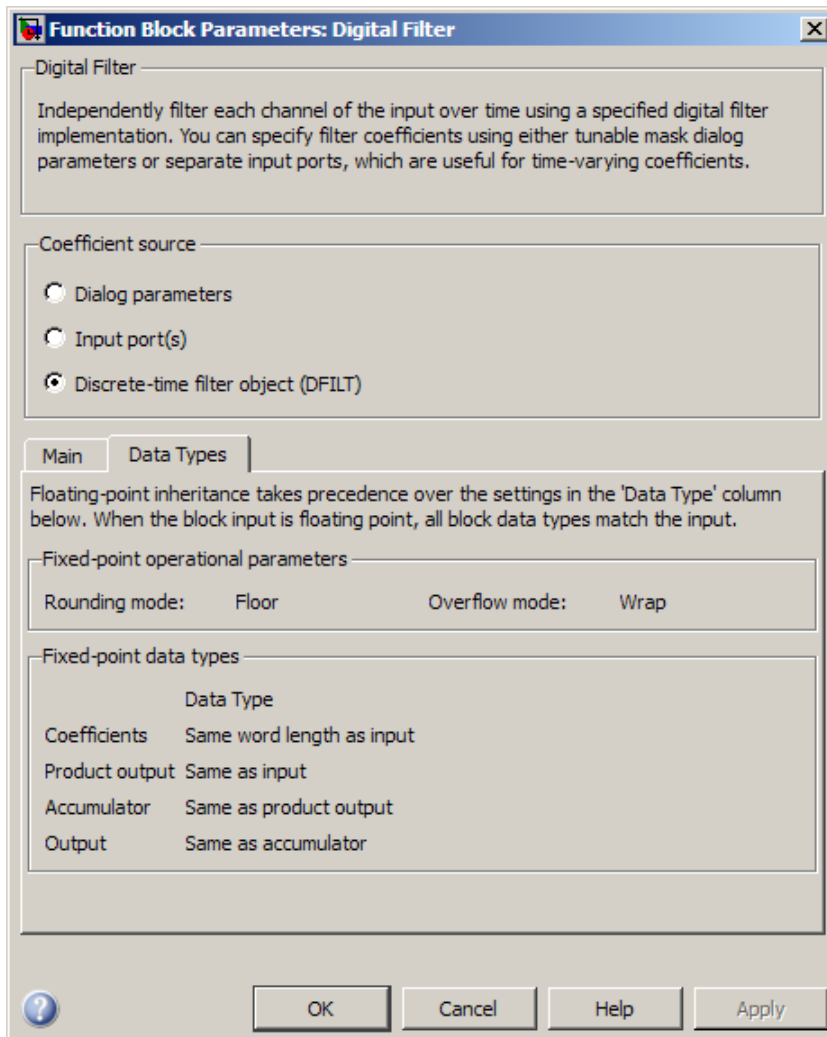 Function Block Parameters: Digital Filter
Digital Filter
Independently filter each channel of the input over time using a specified digital filter
implementation. You can specify filter coefficients using either tunable mask dialog
parameters or separate input ports, which are useful for time-varying coefficients.
Coefficient source
Dialog parameters
Input port(s)
Discrete-time filter object (DFILT)
Main Data Types
Floating-point inheritance takes precedence over the settings in the 'Data Type' column
below. When the block input is floating point, all block data types match the input.
Fixed-point operational parameters
Rounding mode: Floor Overflow mode: Wrap
Fixed-point data types
Data Type
Coefficients Same word length as input
Product output Same as input
Accumulator Same as product output
Output Same as accumulator
? OK Cancel Help Apply